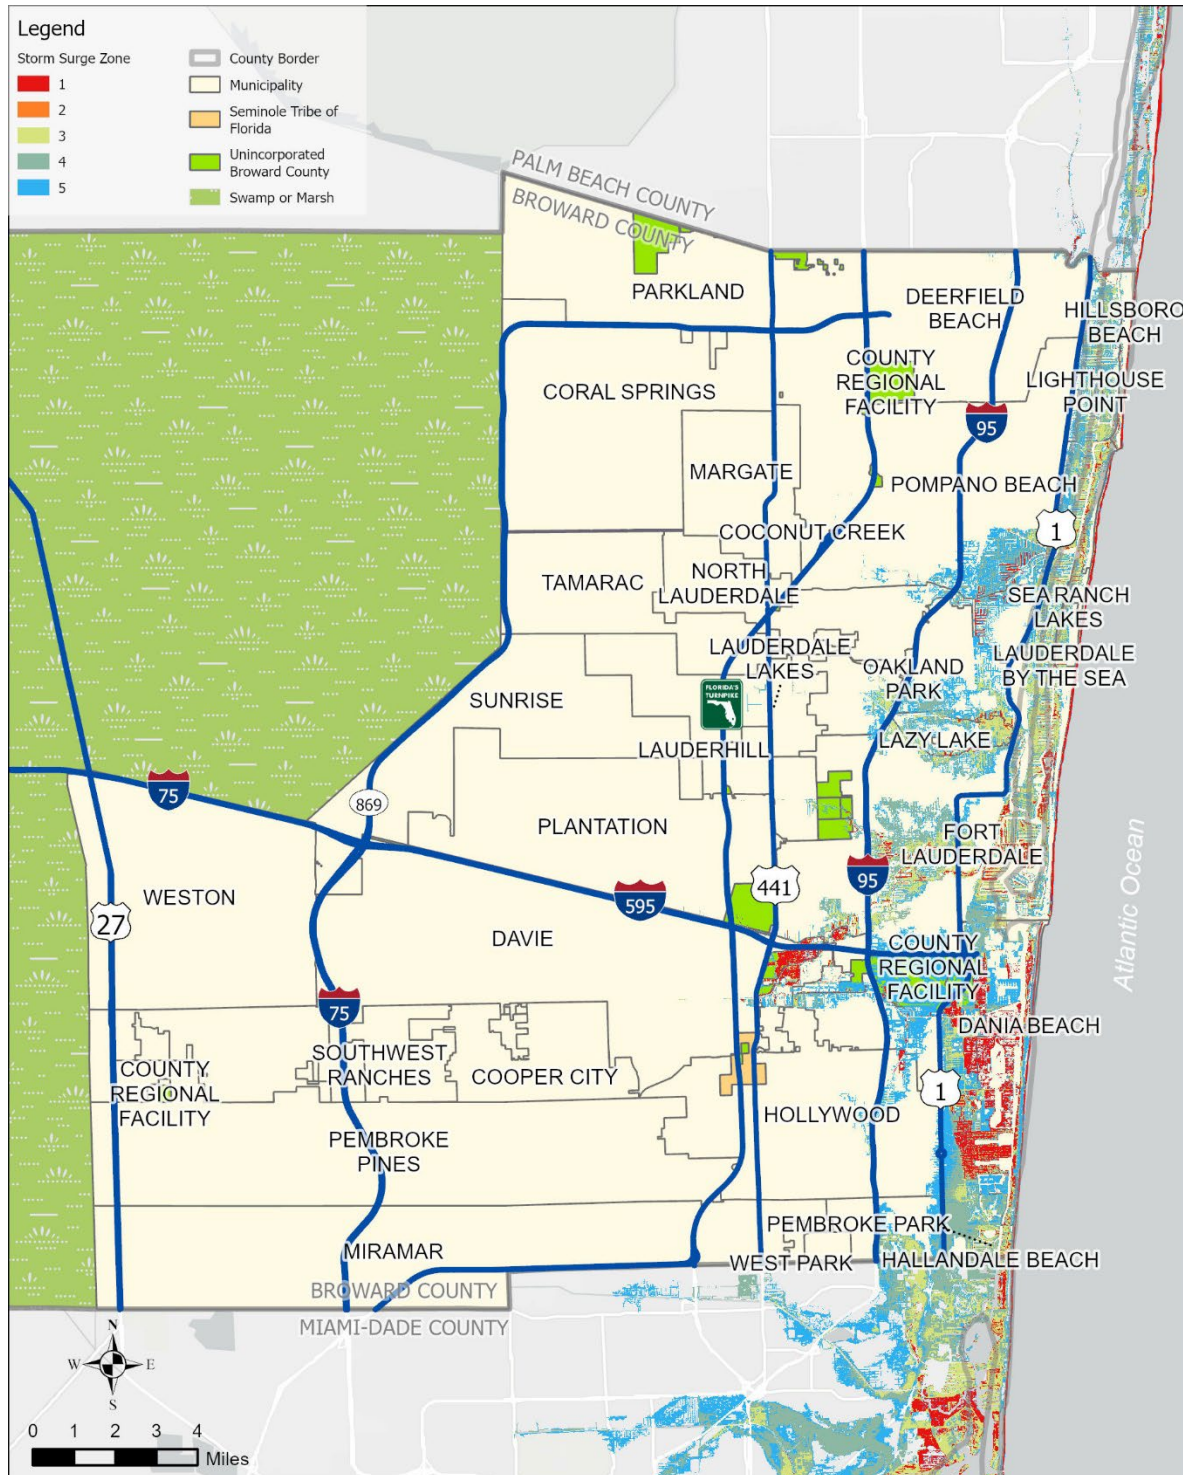 Legend
Storm Surge Zone
1
2
3
4
5
County Border
Municipality
Seminole Tribe of
Florida
Unincorporated
Broward County
Swamp or Marsh
PALM BEACH COUNTY
BROWARD COUNTY
PARKLAND
DEERFIELD
BEACH
HILLSBORO
BEACH
COUNTY
REGIONAL
FACILITY
LIGHTHOUSE
POINT
CORAL SPRINGS
95
MARGATE
POMPANO BEACH
COCONUT CREEK
1
TAMARAC
NORTH
LAUDERDALE
SEA RANCH
LAKES
LAUDERDALE
LAKES
OAKLAND
PARK
LAUDERDALE
BY THE SEA
SUNRISE
FLORIDA'S
TURNPIKE
LAUDERHILL
LAZY LAKE
75
869
PLANTATION
FORT
LAUDERDALE
WESTON
27
595
441
95
Atlantic Ocean
DAVIE
COUNTY
REGIONAL
FACILITY
75
DANIA BEACH
COUNTY
REGIONAL
FACILITY
SOUTHWEST
RANCHES
COOPER CITY
1
HOLLYWOOD
PEMBROKE
PINES
PEMBROKE PARK
MIRAMAR
WEST PARK
HALLANDALE BEACH
BROWARD COUNTY
MIAMI-DADE COUNTY
N
W
E
S
0 1 2 3 4
Miles